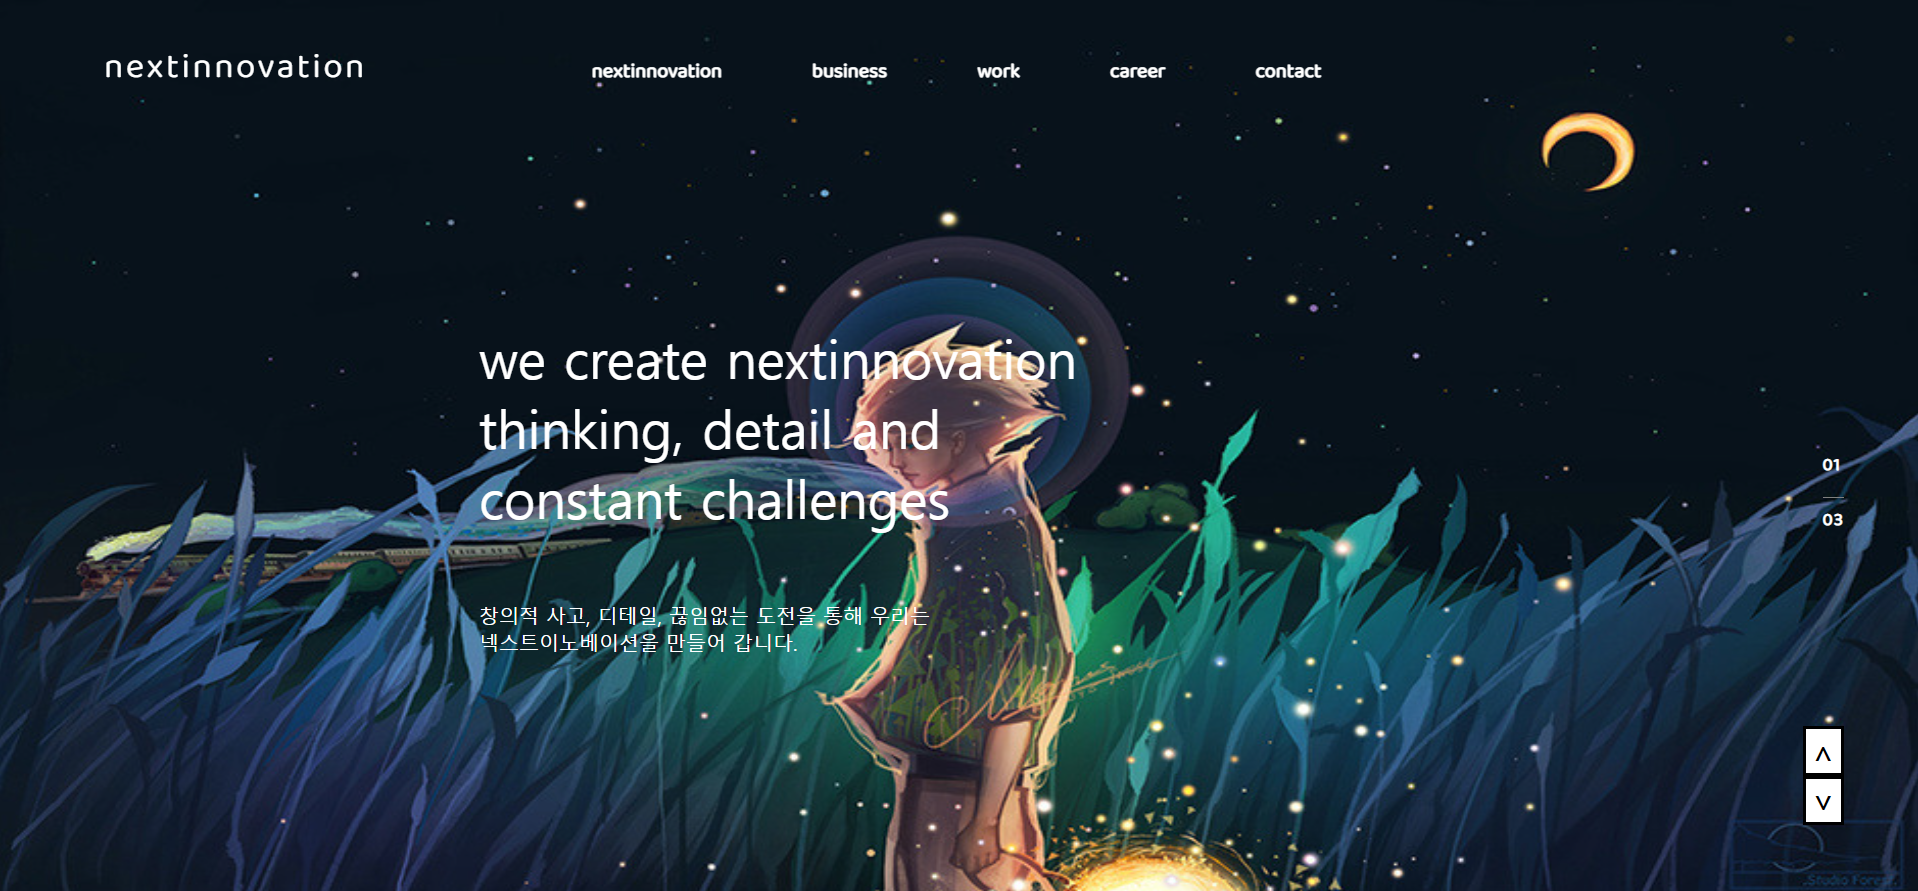 nextinnovation
nextinnovation business work career contact
we create nextinnovation
thinking, detail and
constant challenges
창의적 사고, 디테일, 끊임없는 도전을 통해 우리는
넥스트이노베이션을 만들어 갑니다.
01
03
Studio Forest